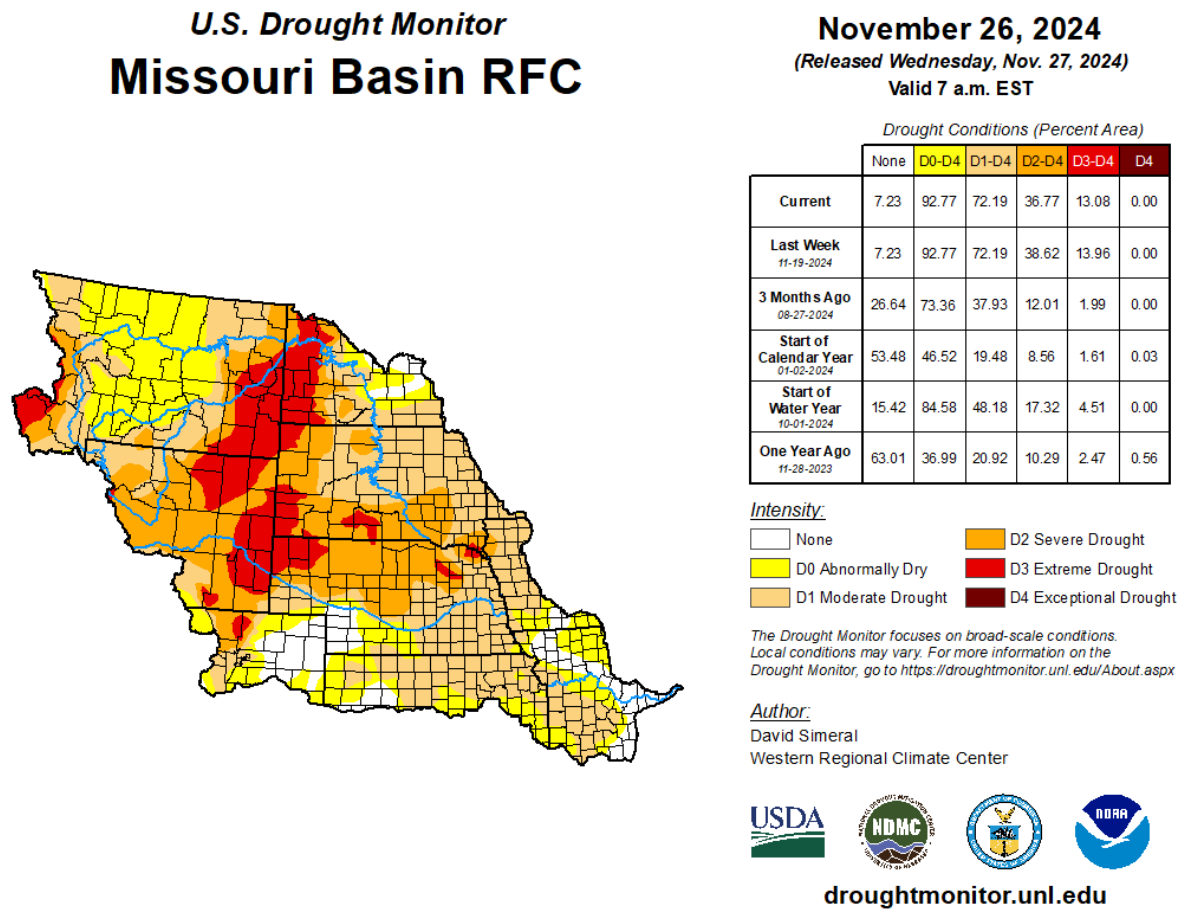 U.S. Drought Monitor
Missouri Basin RFC
November 26, 2024
(Released Wednesday, Nov. 27, 2024)
Valid 7 a.m. EST
Drought Conditions (Percent Area)
None D0-D4 D1-D4 D2-D4 D3-D4 D4
Current 7.23 92.77 72.19 36.77 13.08 0.00
Last Week
11-19-2024
7.23 92.77 72.19 38.62 13.96 0.00
3 Months Ago
08-27-2024
26.64 73.36 37.93 12.01 1.99 0.00
Start of
Calendar Year
01-02-2024
53.48 46.52 19.48 8.56 1.61 0.03
Start of
Water Year
10-01-2024
15.42 84.58 48.18 17.32 4.51 0.00
One Year Ago
11-28-2023
63.01 36.99 20.92 10.29 2.47 0.56
Intensity:
None
D0 Abnormally Dry
D1 Moderate Drought
D2 Severe Drought
D3 Extreme Drought
D4 Exceptional Drought
The Drought Monitor focuses on broad-scale conditions.
Local conditions may vary. For more information on the
Drought Monitor, go to https://droughtmonitor.unl.edu/About.aspx
Author:
David Simeral
Western Regional Climate Center
USDA
NDMC
NOAA
droughtmonitor.unl.edu